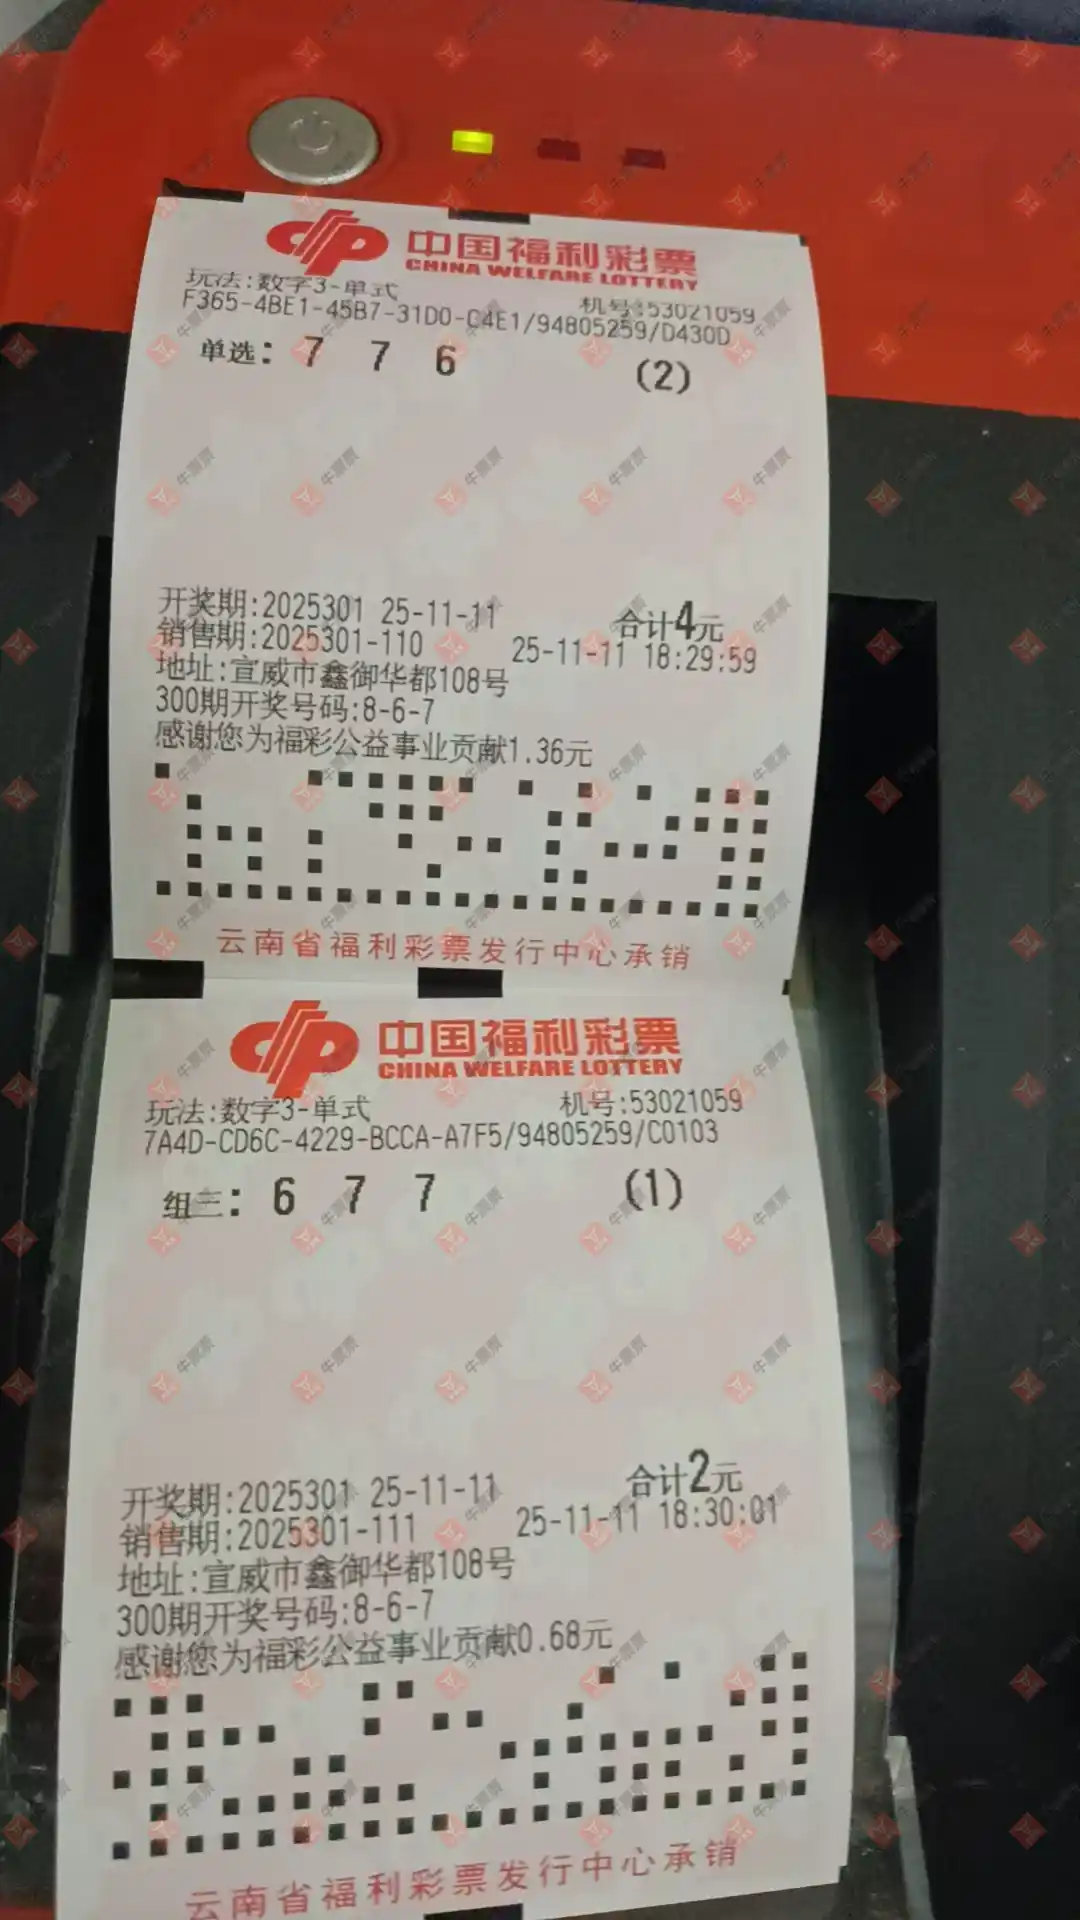 中国福利彩票
CHINA WELFARE LOTTERY
玩法:数字3-单式 机号:53021059
F365-4BE1-45B7-31D0-C4E1/94805259/D430D
单选: 7 7 6 (2)
开奖期:2025301 25-11-11 合计4元
销售期:2025301-110 25-11-11 18:29:59
地址:宣威市鑫御华都108号
300期开奖号码:8-6-7
感谢您为福彩公益事业贡献1.36元
云南省福利彩票发行中心承销
中国福利彩票
CHINA WELFARE LOTTERY
玩法:数字3-单式 机号:53021059
7A4D-CD6C-4229-BCCA-A7F5/94805259/C0103
组三: 6 7 7 (1)
开奖期:2025301 25-11-11 合计2元
销售期:2025301-111 25-11-11 18:30:01
地址:宣威市鑫御华都108号
300期开奖号码:8-6-7
感谢您为福彩公益事业贡献0.68元
云南省福利彩票发行中心承销
牛票票